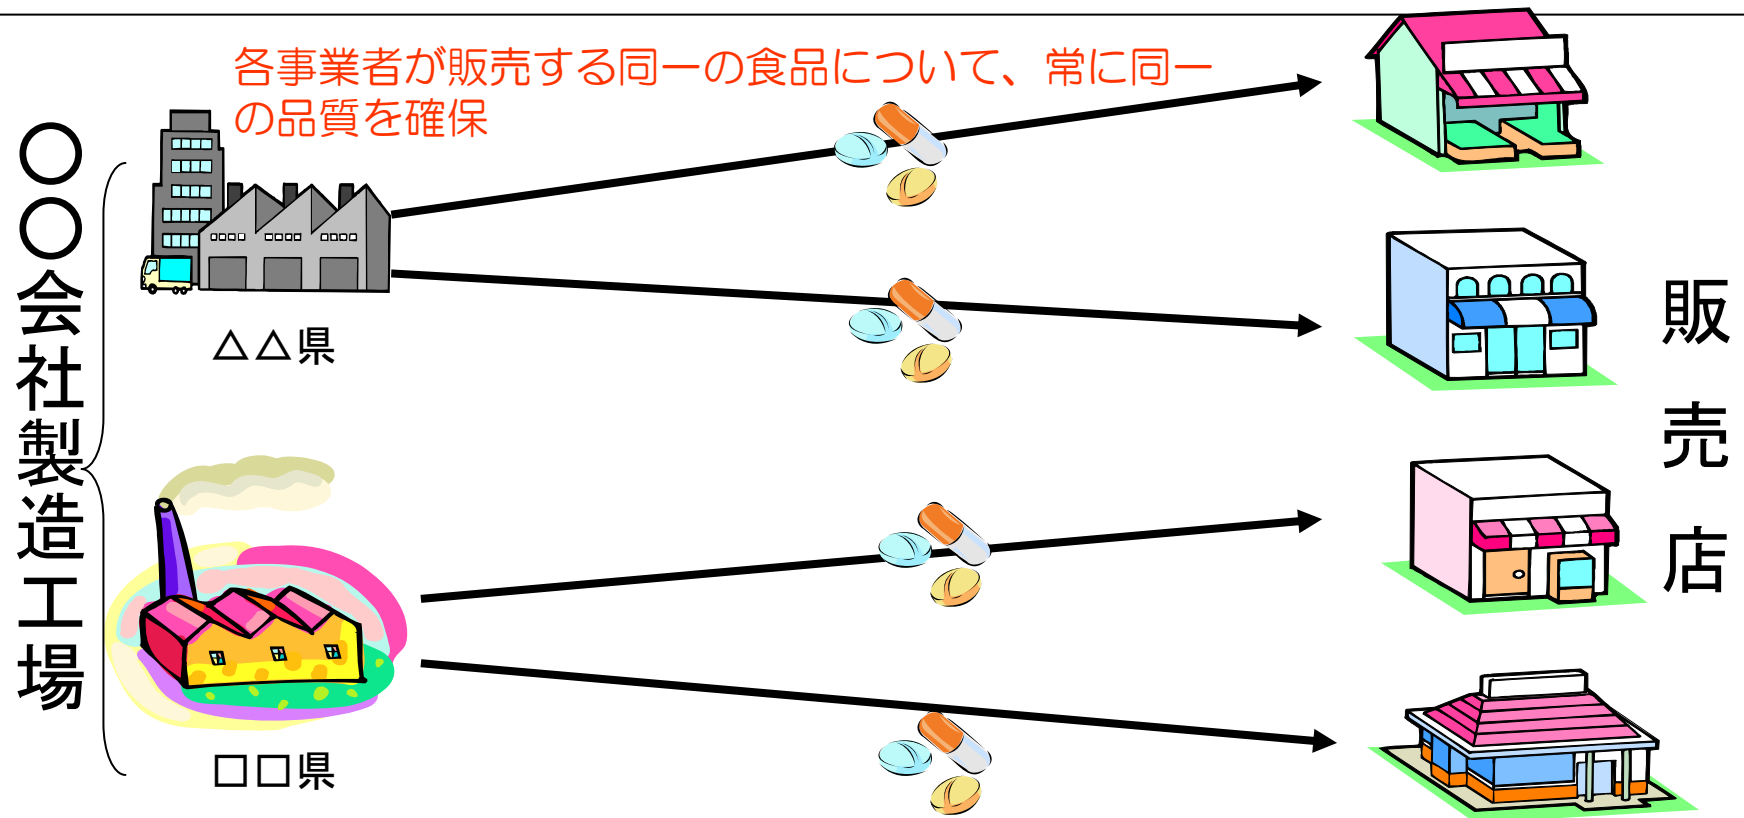 各事業者が販売する同一の食品について、常に同一
の品質を確保
〇〇会社製造工場
△△県
□□県
販売店